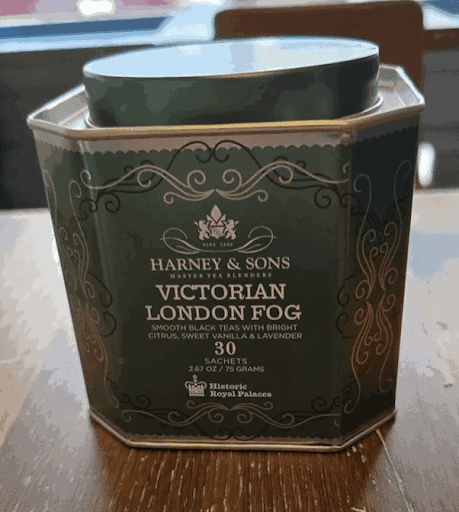 FINE TEAS
HARNEY & SONS
MASTER TEA BLENDERS
VICTORIAN
LONDON FOG
SMOOTH BLACK TEAS WITH BRIGHT
CITRUS, SWEET VANILLA & LAVENDER
30
SACHETS
2.67 OZ / 75 GRAMS
Historic
Royal Palaces